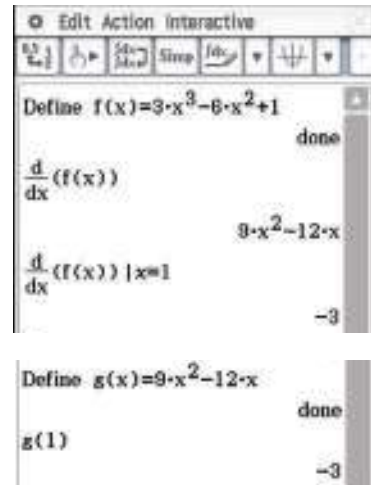 Edit Action Interactive
Simp
Define f(x)=3·x³−6·x²+1
done
d/dx (f(x))
9·x²−12·x
d/dx (f(x))|x=1
−3
Define g(x)=9·x²−12·x
done
g(1)
−3